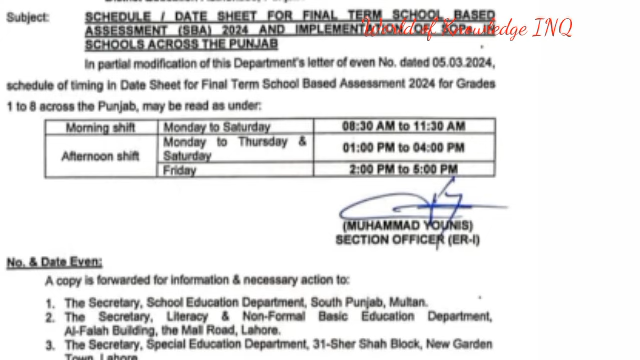 Subject: SCHEDULE / DATE SHEET FOR FINAL TERM SCHOOL BASED
ASSESSMENT (SBA) 2024 AND IMPLEMENTATION OF SOPs
World of Knowledge INQ
SCHOOLS ACROSS THE PUNJAB
In partial modification of this Department's letter of even No. dated 05.03.2024,
schedule of timing in Date Sheet for Final Term School Based Assessment 2024 for Grades
1 to 8 across the Punjab, may be read as under:
Morning shift Monday to Saturday 08:30 AM to 11:30 AM
Afternoon shift Monday to Thursday & Saturday 01:00 PM to 04:00 PM
Friday 2:00 PM to 5:00 PM
(MUHAMMAD YOUNIS)
SECTION OFFICER (ER-I)
No. & Date Even:
A copy is forwarded for information & necessary action to:
1. The Secretary, School Education Department, South Punjab, Multan.
2. The Secretary, Literacy & Non-Formal Basic Education Department,
Al-Falah Building, the Mall Road, Lahore.
3. The Secretary, Special Education Department, 31-Sher Shah Block, New Garden
Town, Lahore